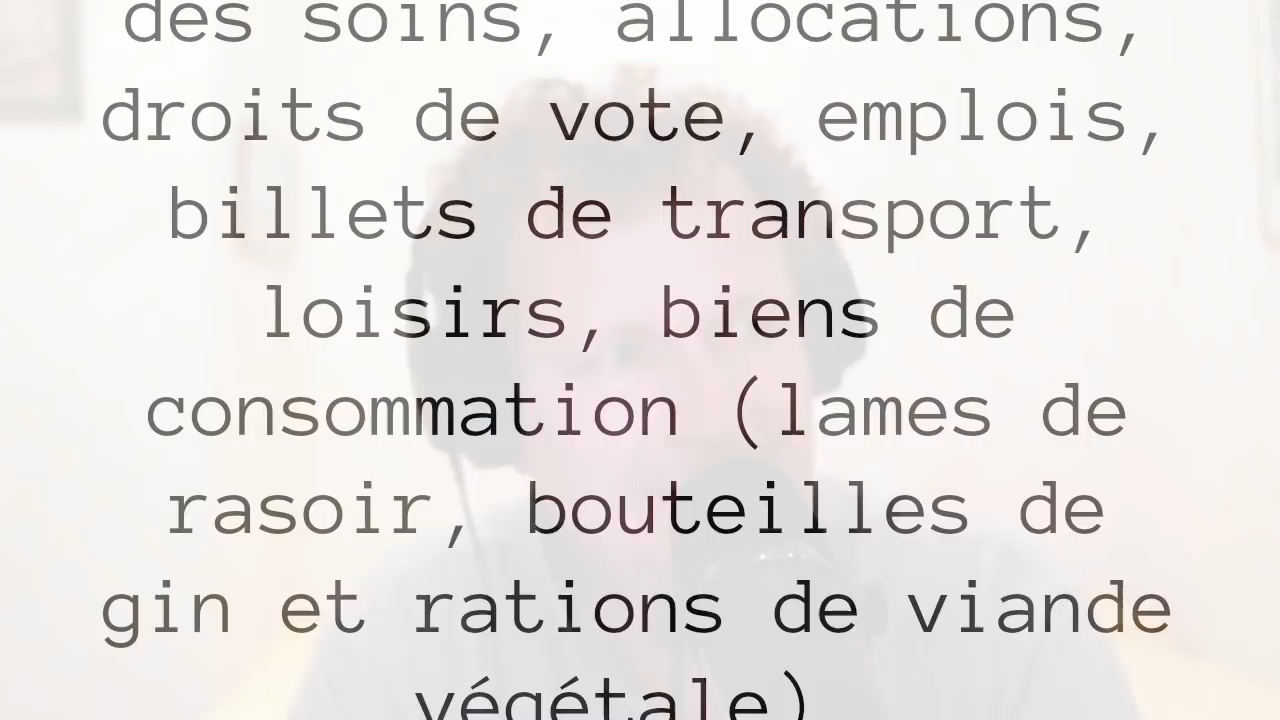 des soins, allocations,
droits de vote, emplois,
billets de transport,
loisirs, biens de
consommation (lames de
rasoir, bouteilles de
gin et rations de viande
végétale)